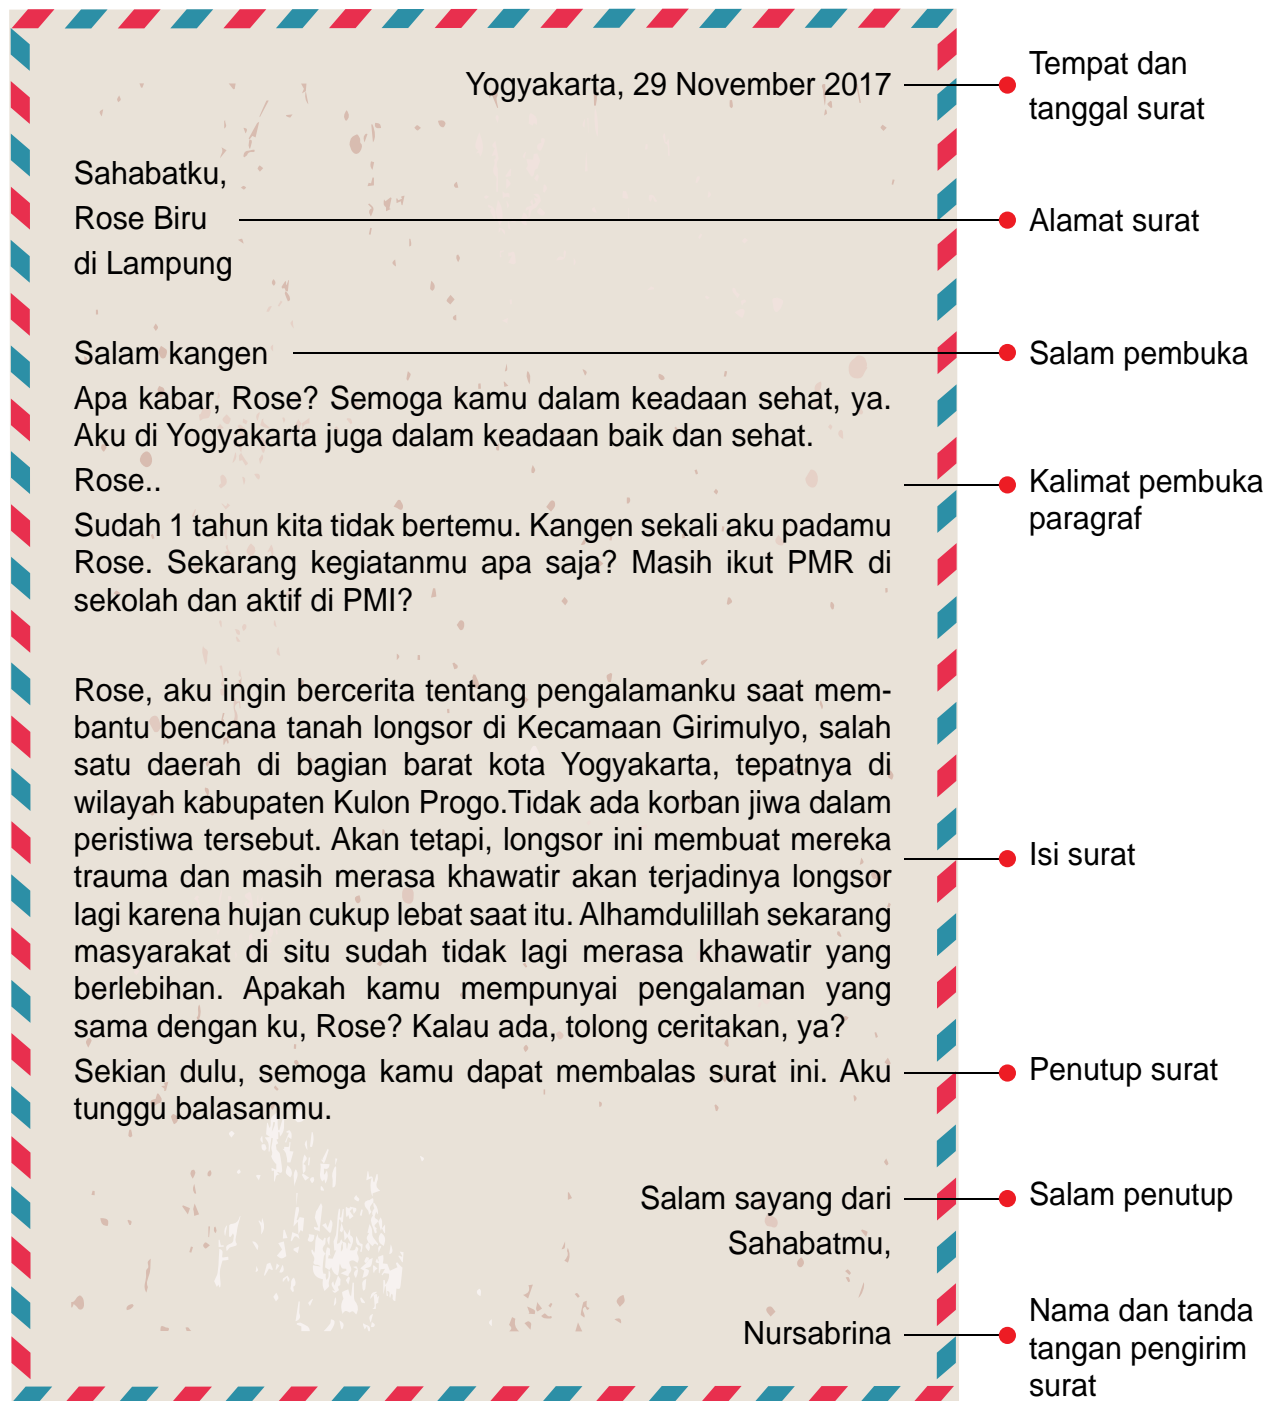 Yogyakarta, 29 November 2017
Tempat dan
tanggal surat
Sahabatku,
Rose Biru
di Lampung
Alamat surat
Salam kangen
Salam pembuka
Apa kabar, Rose? Semoga kamu dalam keadaan sehat, ya.
Aku di Yogyakarta juga dalam keadaan baik dan sehat.
Rose..
Sudah 1 tahun kita tidak bertemu. Kangen sekali aku padamu
Rose. Sekarang kegiatanmu apa saja? Masih ikut PMR di
sekolah dan aktif di PMI?
Kalimat pembuka
paragraf
Rose, aku ingin bercerita tentang pengalamanku saat mem-
bantu bencana tanah longsor di Kecamaan Girimulyo, salah
satu daerah di bagian barat kota Yogyakarta, tepatnya di
wilayah kabupaten Kulon Progo.Tidak ada korban jiwa dalam
peristiwa tersebut. Akan tetapi, longsor ini membuat mereka
trauma dan masih merasa khawatir akan terjadinya longsor
lagi karena hujan cukup lebat saat itu. Alhamdulillah sekarang
masyarakat di situ sudah tidak lagi merasa khawatir yang
berlebihan. Apakah kamu mempunyai pengalaman yang
sama dengan ku, Rose? Kalau ada, tolong ceritakan, ya?
Isi surat
Sekian dulu, semoga kamu dapat membalas surat ini. Aku
tunggu balasanmu.
Penutup surat
Salam sayang dari
Sahabatmu,
Salam penutup
Nursabrina
Nama dan tanda
tangan pengirim
surat